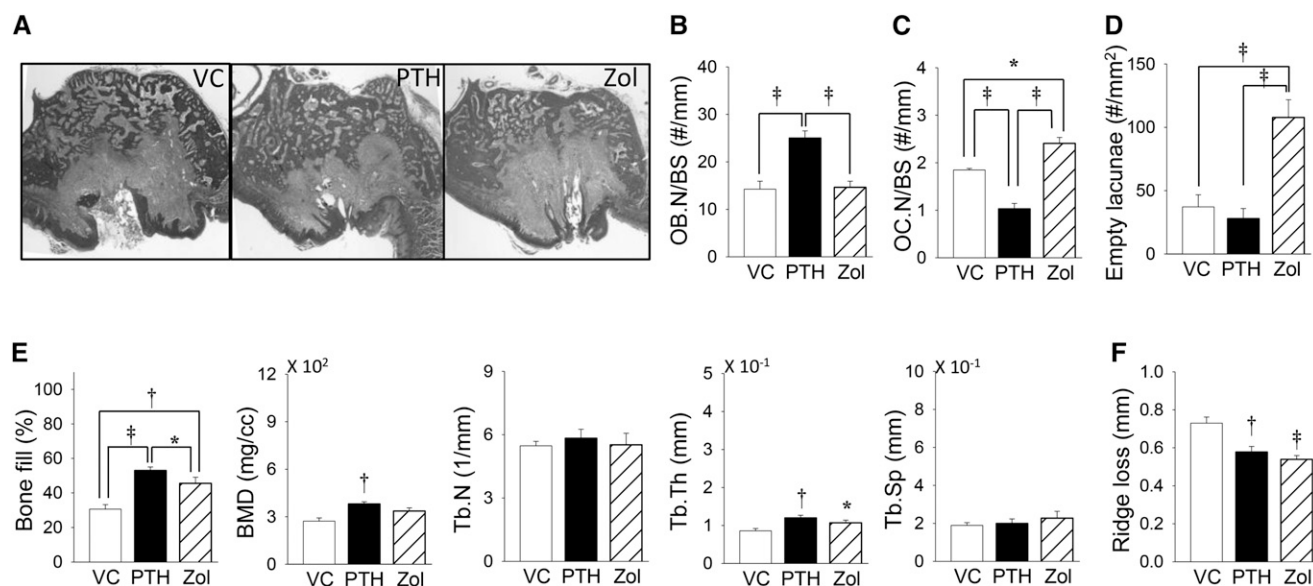 A
VC
PTH
Zol
B
OB.N/BS (#/mm)
40
30
20
10
0
‡
‡
VC PTH Zol
C
OC.N/BS (#/mm)
4
3
2
1
0
*
‡
‡
VC PTH Zol
D
Empty lacunae (#/mm²)
150
100
50
0
‡
‡
VC PTH Zol
E
Bone fill (%)
100
80
60
40
20
0
†
‡
*
VC PTH Zol
X 10²
BMD (mg/cc)
12
9
6
3
0
†
VC PTH Zol
Tb.N (1/mm)
9
6
3
0
VC PTH Zol
X 10⁻¹
Tb.Th (mm)
5
4
3
2
1
0
†
*
VC PTH Zol
X 10⁻¹
Tb.Sp (mm)
10
8
6
4
2
0
VC PTH Zol
F
Ridge loss (mm)
1.0
0.8
0.6
0.4
0.2
0
†
‡
VC PTH Zol